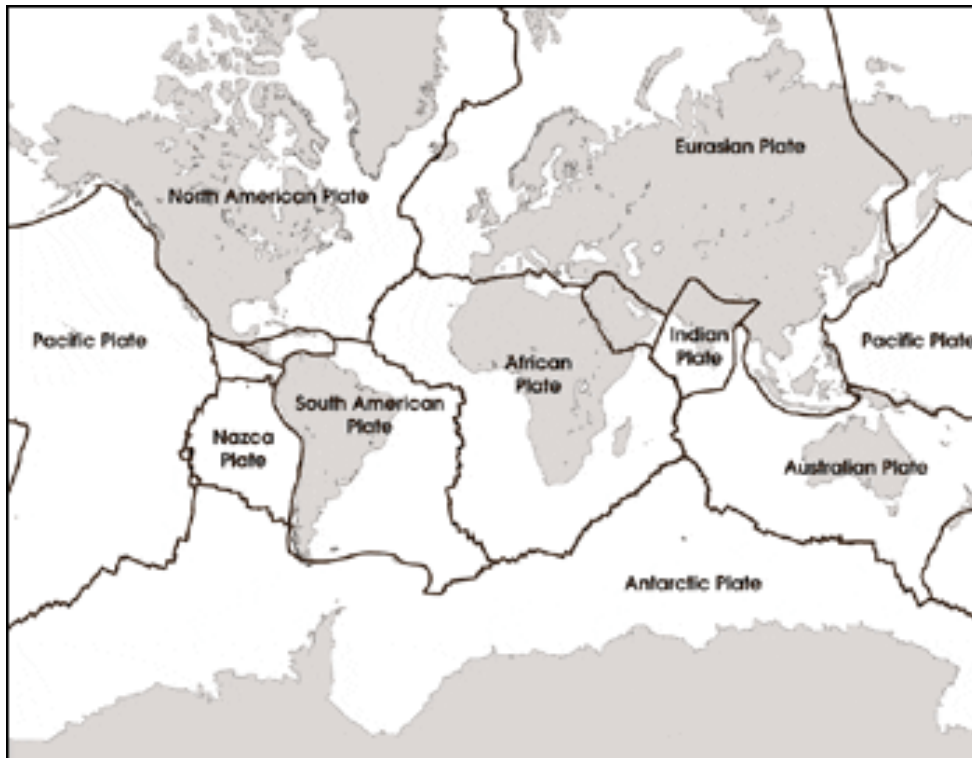 Eurasian Plate
North American Plate
Pacific Plate
Indian
Plate
Pacific Plate
African
Plate
South American
Plate
Nazca
Plate
Australian Plate
Antarctic Plate